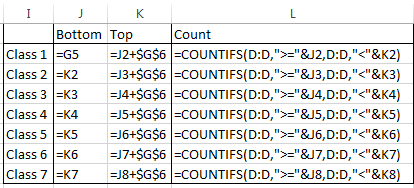 I J K L
Bottom Top Count
Class 1 =G5 =J2+$G$6 =COUNTIFS(D:D,">="&J2,D:D,"<"&K2)
Class 2 =K2 =J3+$G$6 =COUNTIFS(D:D,">="&J3,D:D,"<"&K3)
Class 3 =K3 =J4+$G$6 =COUNTIFS(D:D,">="&J4,D:D,"<"&K4)
Class 4 =K4 =J5+$G$6 =COUNTIFS(D:D,">="&J5,D:D,"<"&K5)
Class 5 =K5 =J6+$G$6 =COUNTIFS(D:D,">="&J6,D:D,"<"&K6)
Class 6 =K6 =J7+$G$6 =COUNTIFS(D:D,">="&J7,D:D,"<"&K7)
Class 7 =K7 =J8+$G$6 =COUNTIFS(D:D,">="&J8,D:D,"<"&K8)